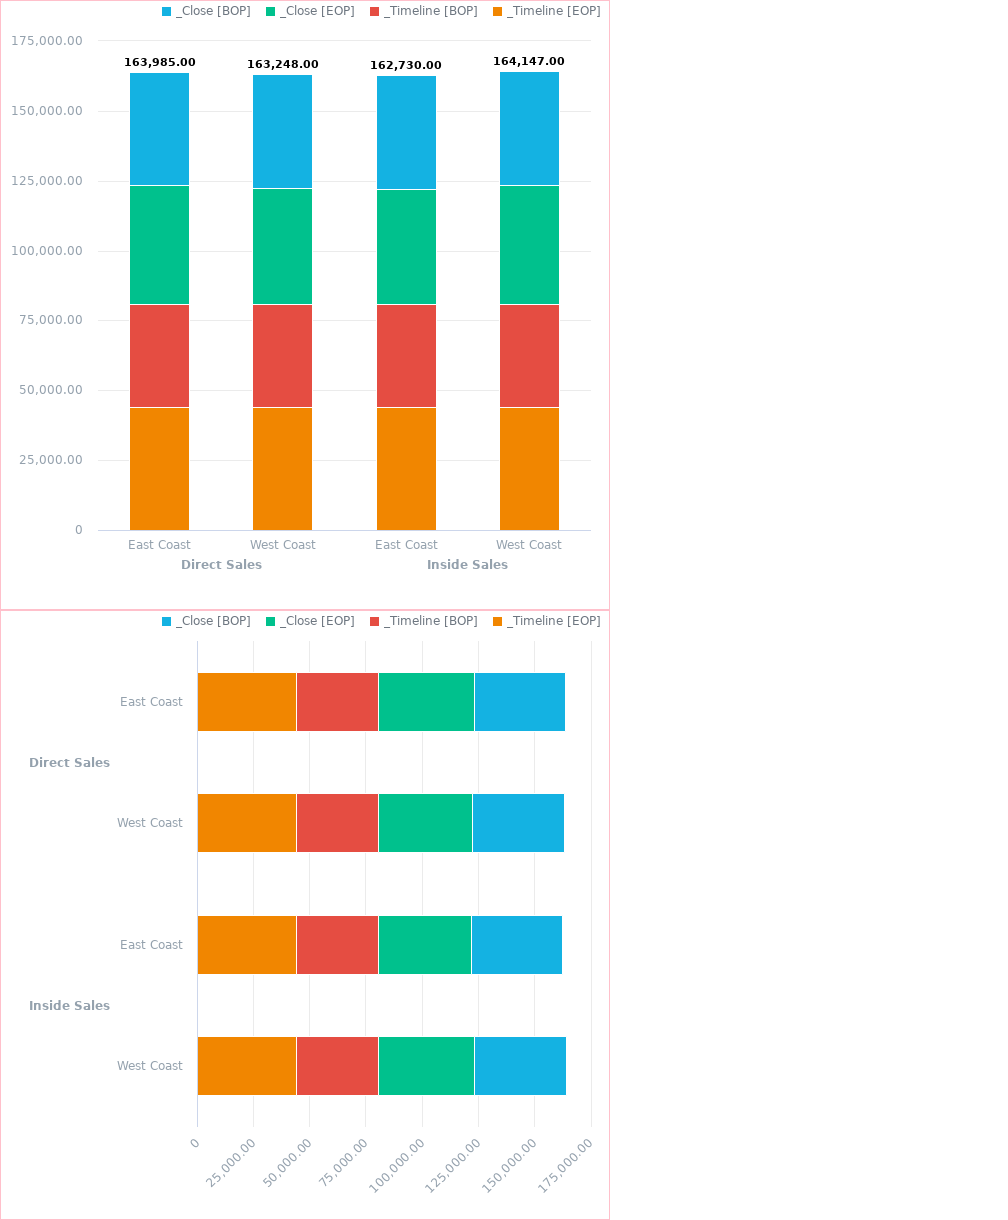 _Close [BOP] _Close [EOP] _Timeline [BOP] _Timeline [EOP]
175,000.00
163,985.00 163,248.00 162,730.00 164,147.00
150,000.00
125,000.00
100,000.00
75,000.00
50,000.00
25,000.00
0
East Coast West Coast East Coast West Coast
Direct Sales Inside Sales
_Close [BOP] _Close [EOP] _Timeline [BOP] _Timeline [EOP]
East Coast
Direct Sales
West Coast
East Coast
Inside Sales
West Coast
0 25,000.00 50,000.00 75,000.00 100,000.00 125,000.00 150,000.00 175,000.00